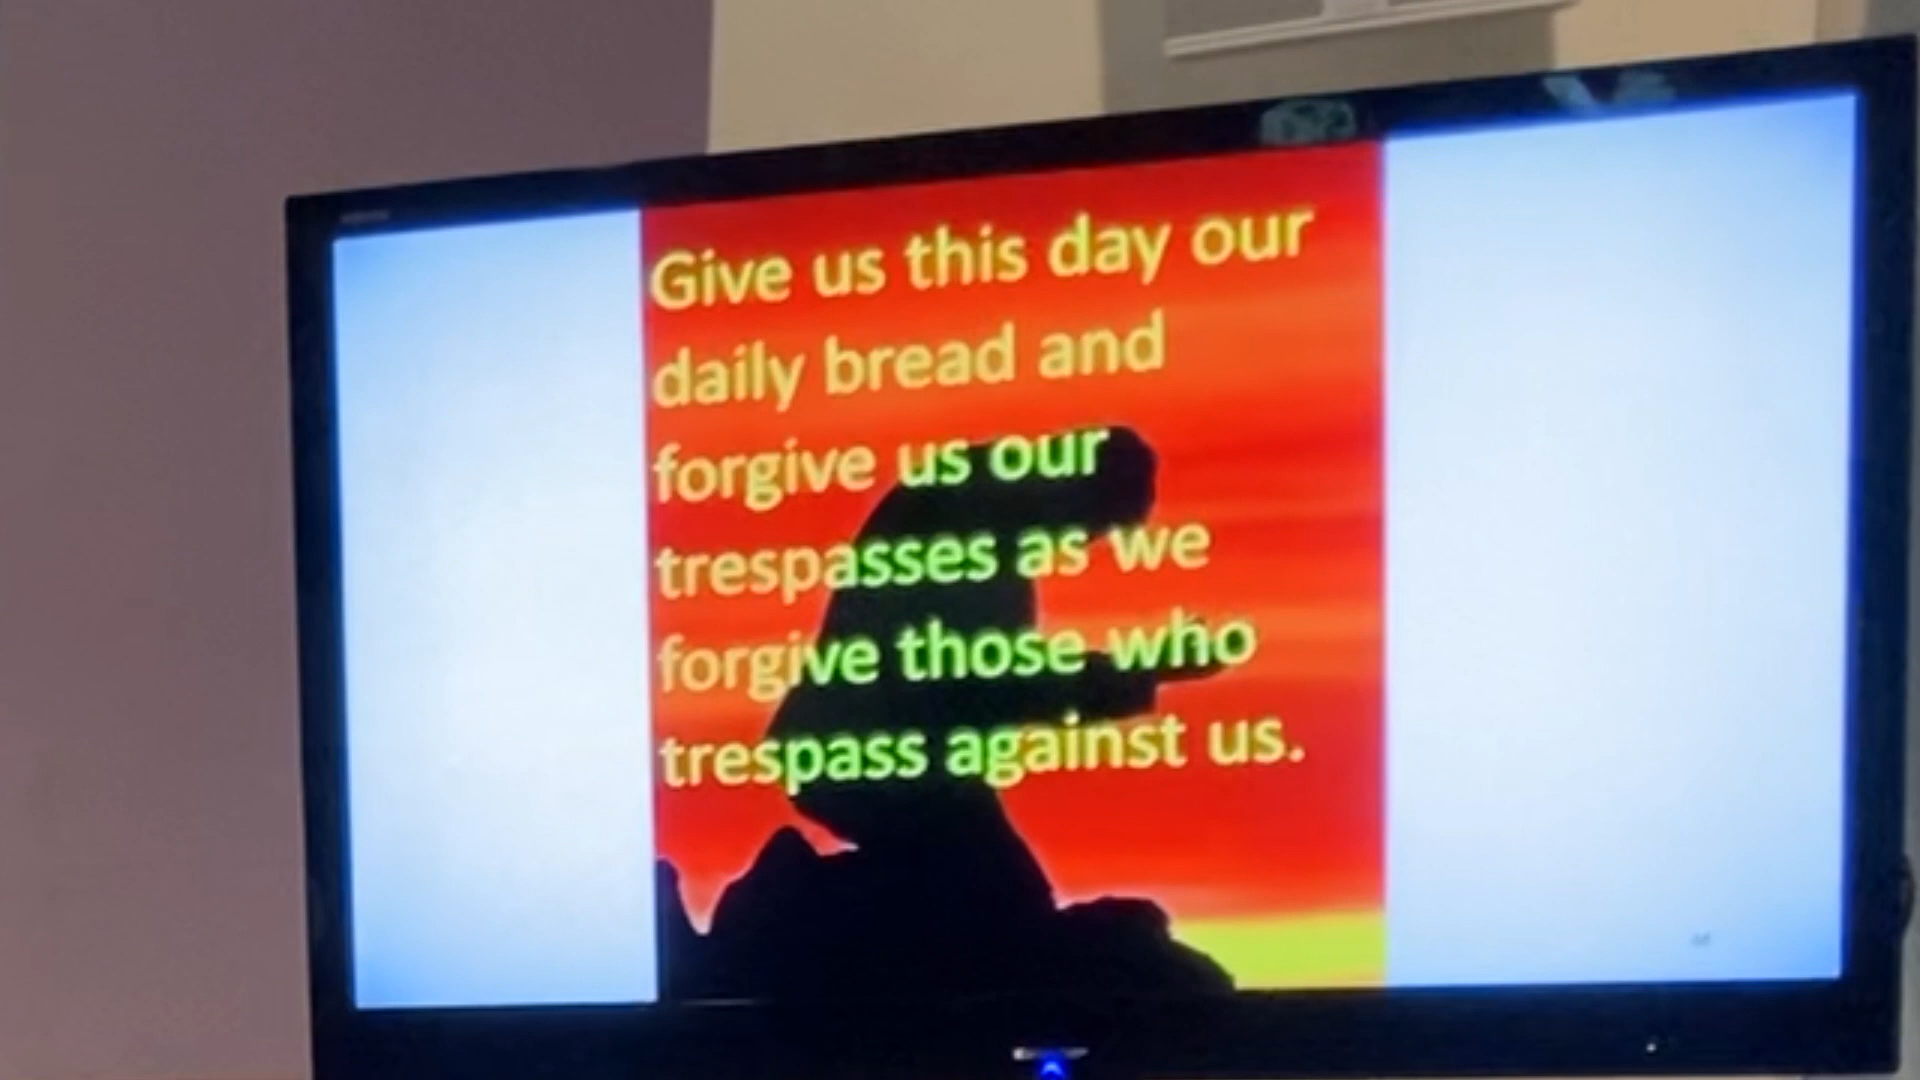 Give us this day our
daily bread and
forgive us our
trespasses as we
forgive those who
trespass against us.